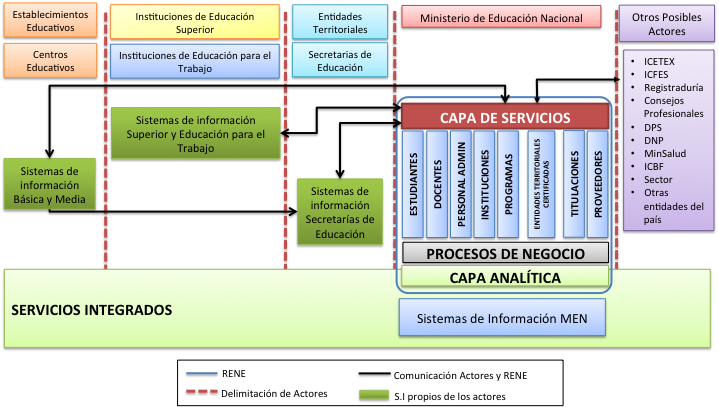 Establecimientos
Educativos
Instituciones de Educación
Superior
Entidades
Territoriales
Ministerio de Educación Nacional
Otros Posibles
Actores
Centros
Educativos
Instituciones de Educación para el
Trabajo
Secretarias de
Educación
• ICETEX
• ICFES
• Registraduría
• Consejos
Profesionales
• DPS
• DNP
• MinSalud
• ICBF
• Sector
• Otras
entidades del
país
Sistemas de información
Superior y Educación para el
Trabajo
CAPA DE SERVICIOS
Sistemas de
información
Básica y Media
Sistemas de
información
Secretarías de
Educación
ESTUDIANTES
DOCENTES
PERSONAL ADMIN
INSTITUCIONES
PROGRAMAS
ENTIDADES TERRITORIALES
CERTIFICADAS
TITULACIONES
PROVEEDORES
PROCESOS DE NEGOCIO
CAPA ANALÍTICA
SERVICIOS INTEGRADOS
Sistemas de Información MEN
RENE
Comunicación Actores y RENE
Delimitación de Actores
S.I propios de los actores